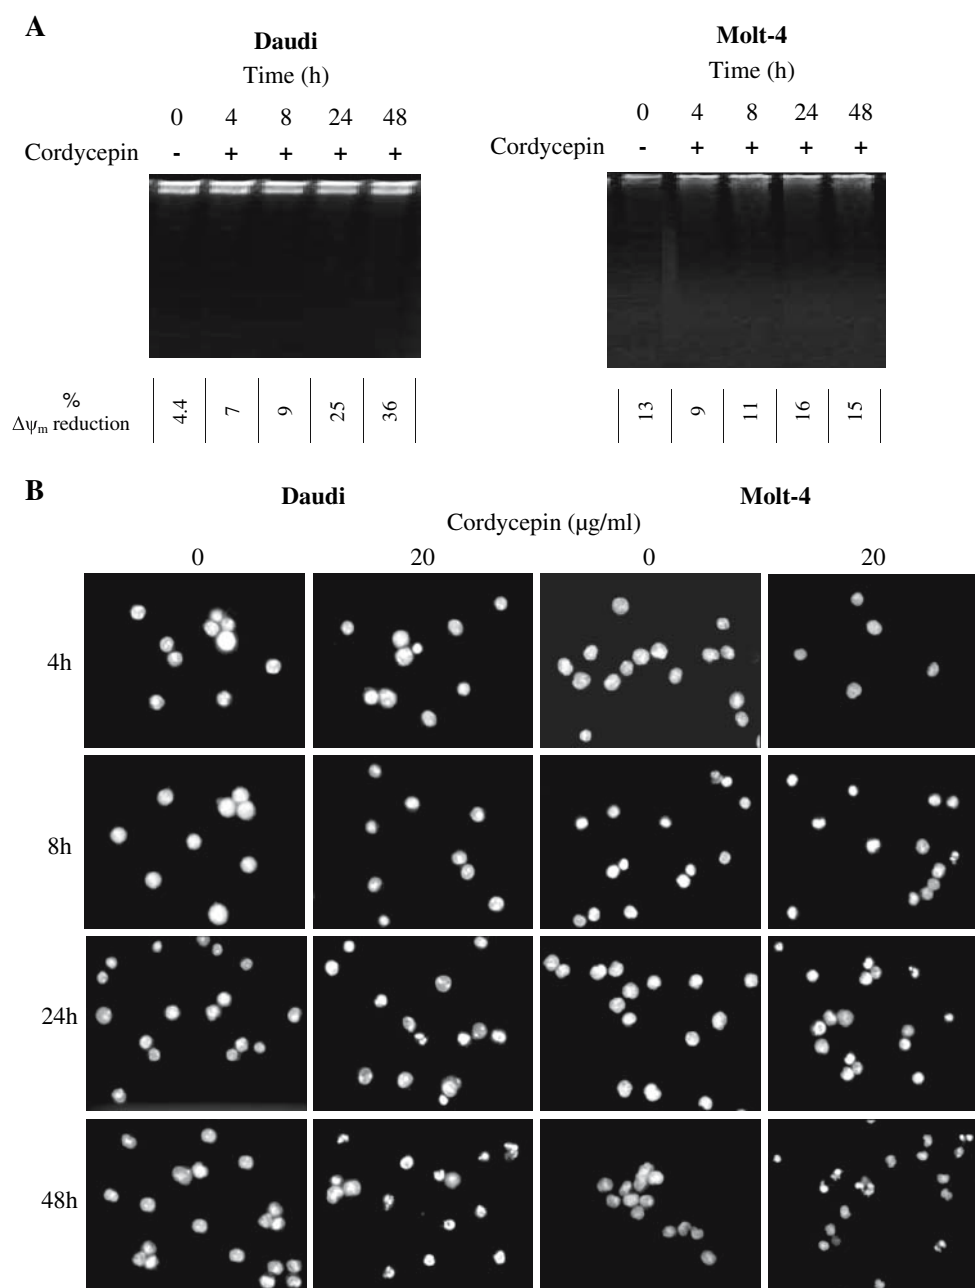 A
Daudi
Time (h)
0 4 8 24 48
Cordycepin - + + + +
% Δψm reduction
4.4 7 9 25 36
Molt-4
Time (h)
0 4 8 24 48
Cordycepin - + + + +
13 9 11 16 15
B
Daudi Molt-4
Cordycepin (µg/ml)
0 20 0 20
4h
8h
24h
48h